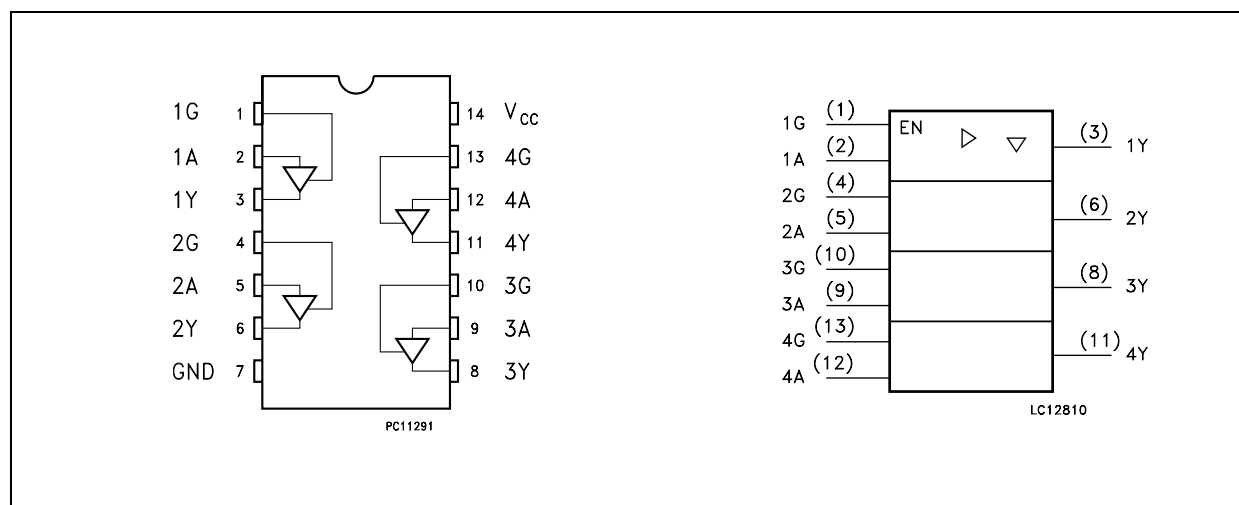 1G 1 14 VCC
1A 2 13 4G
1Y 3 12 4A
2G 4 11 4Y
2A 5 10 3G
2Y 6 9 3A
GND 7 8 3Y
PC11291
EN
1G (1)
1A (2)
2G (4)
2A (5)
3G (10)
3A (9)
4G (13)
4A (12)
(3) 1Y
(6) 2Y
(8) 3Y
(11) 4Y
LC12810